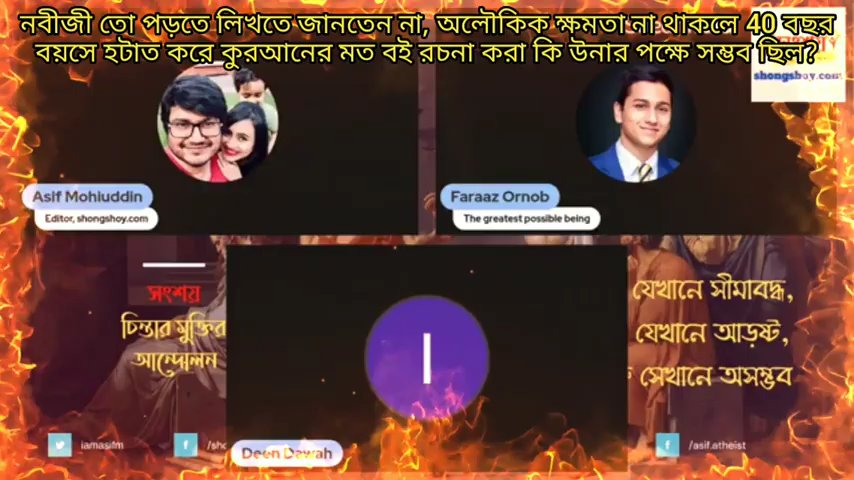 নবীজী তো পড়তে লিখতে জানতেন না, অলৌকিক ক্ষমতা না থাকলে 40 বছর
বয়সে হটাত করে কুরআনের মত বই রচনা করা কি উনার পক্ষে সম্ভব ছিল?
shongshoy.com
Asif Mohiuddin
Editor, shongshoy.com
Faraaz Ornob
The greatest possible being
সংশয়
চিন্তার মুক্তির
আন্দোলন
যেখানে সীমাবদ্ধ,
যেখানে আড়ষ্ট,
সেখানে অসম্ভব
I
Deen Dawah
iamasifm
/sho
/asif.atheist